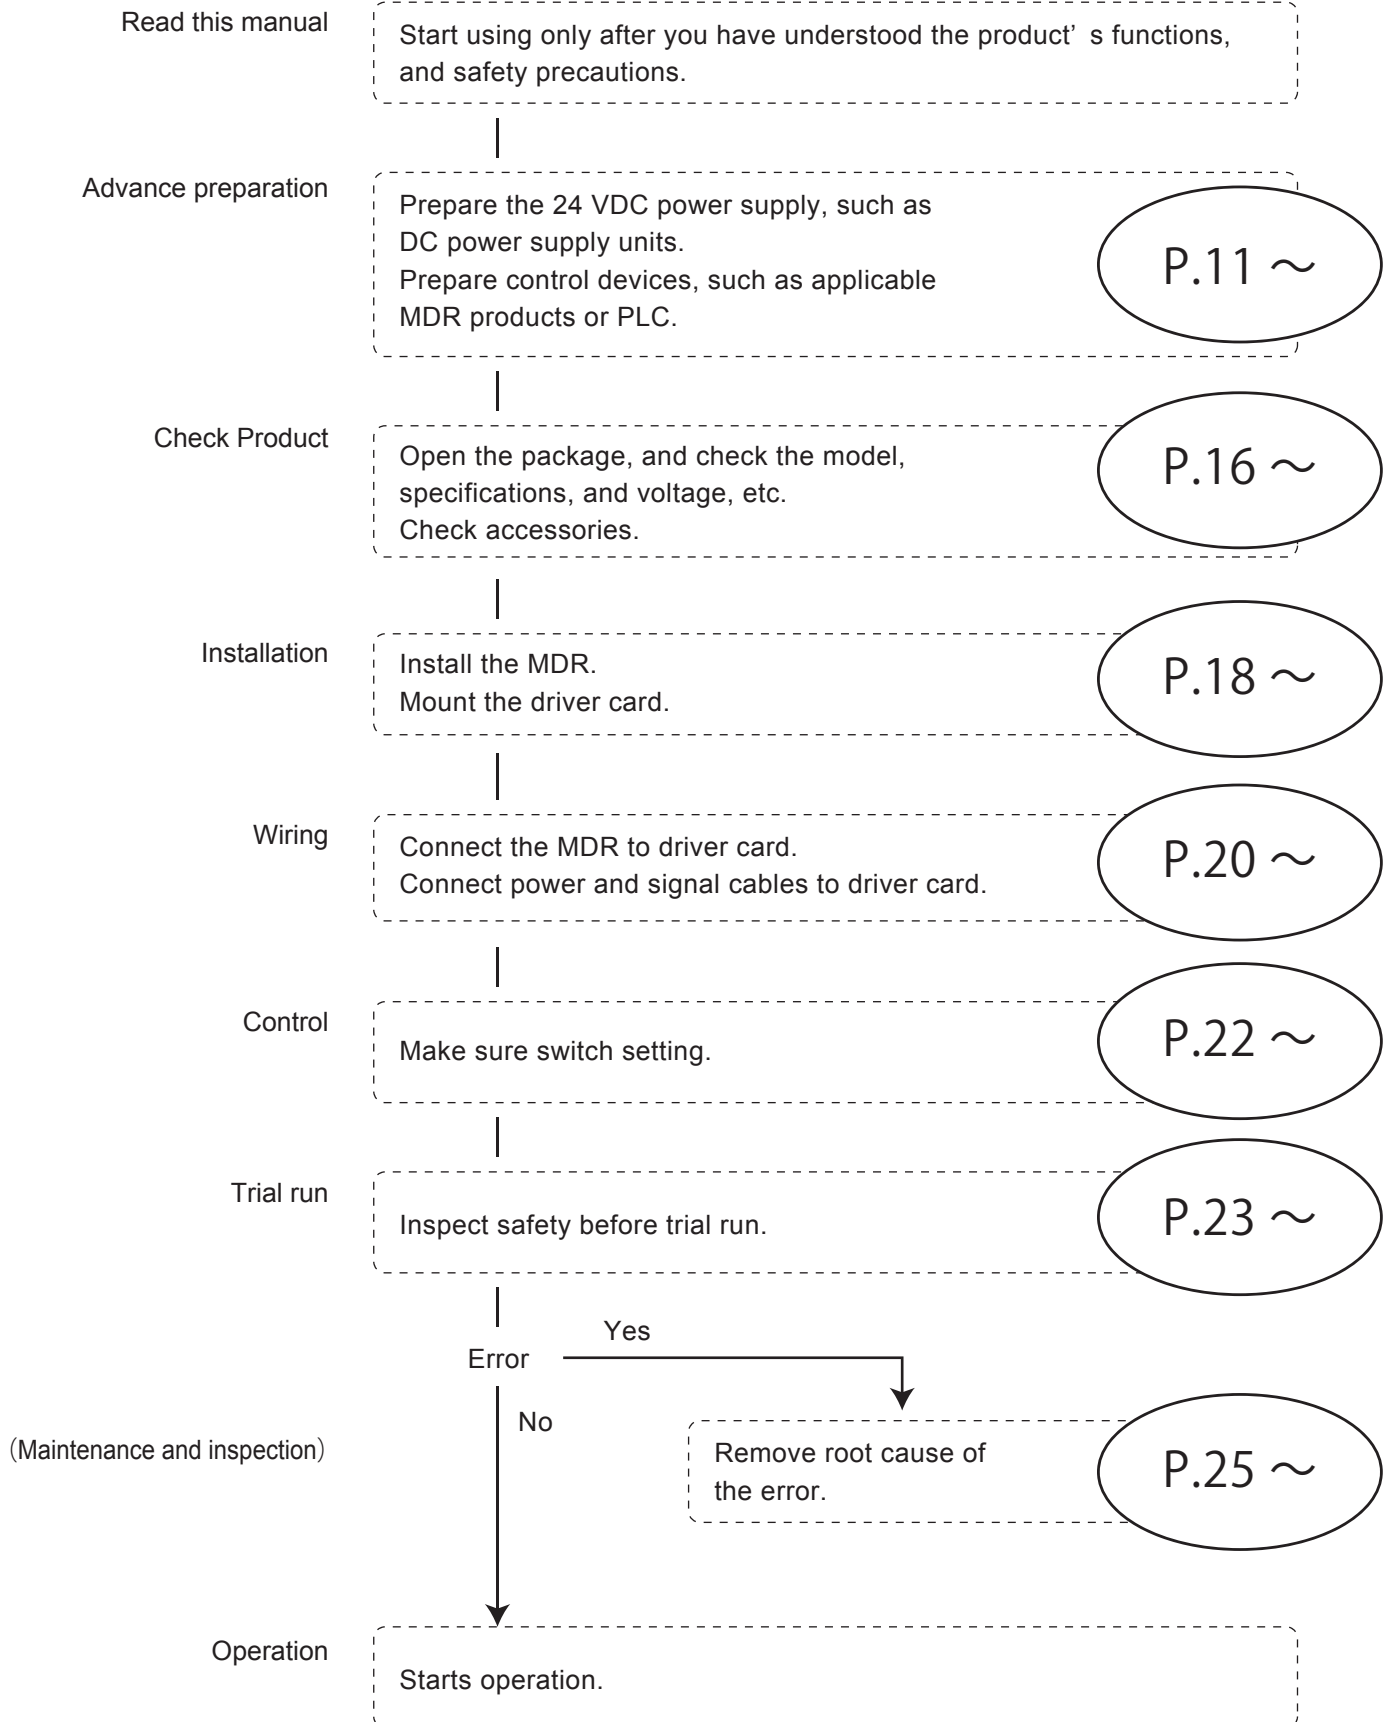 Read this manual
Start using only after you have understood the product’ s functions,
and safety precautions.
Advance preparation
Prepare the 24 VDC power supply, such as
DC power supply units.
Prepare control devices, such as applicable
MDR products or PLC.
P.11 ～
Check Product
Open the package, and check the model,
specifications, and voltage, etc.
Check accessories.
P.16 ～
Installation
Install the MDR.
Mount the driver card.
P.18 ～
Wiring
Connect the MDR to driver card.
Connect power and signal cables to driver card.
P.20 ～
Control
Make sure switch setting.
P.22 ～
Trial run
Inspect safety before trial run.
P.23 ～
Yes
Error
No
（Maintenance and inspection）
Remove root cause of
the error.
P.25 ～
Operation
Starts operation.